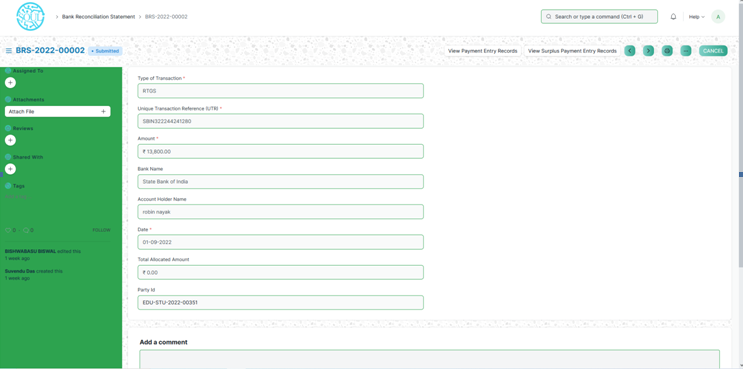 Bank Reconciliation Statement > BRS-2022-00002
Search or type a command (Ctrl + G)
Help
A
BRS-2022-00002
Submitted
View Payment Entry Records
View Surplus Payment Entry Records
CANCEL
Assigned To
Attachments
Attach File
Reviews
Shared With
Tags
0 0 FOLLOW
BISHWABASU BISWAL edited this
1 week ago
Suvendu Das created this
1 week ago
Type of Transaction *
RTGS
Unique Transaction Reference (UTR) *
SBIN322244241280
Amount *
₹ 13,800.00
Bank Name
State Bank of India
Account Holder Name
robin nayak
Date *
01-09-2022
Total Allocated Amount
₹ 0.00
Party Id
EDU-STU-2022-00351
Add a comment